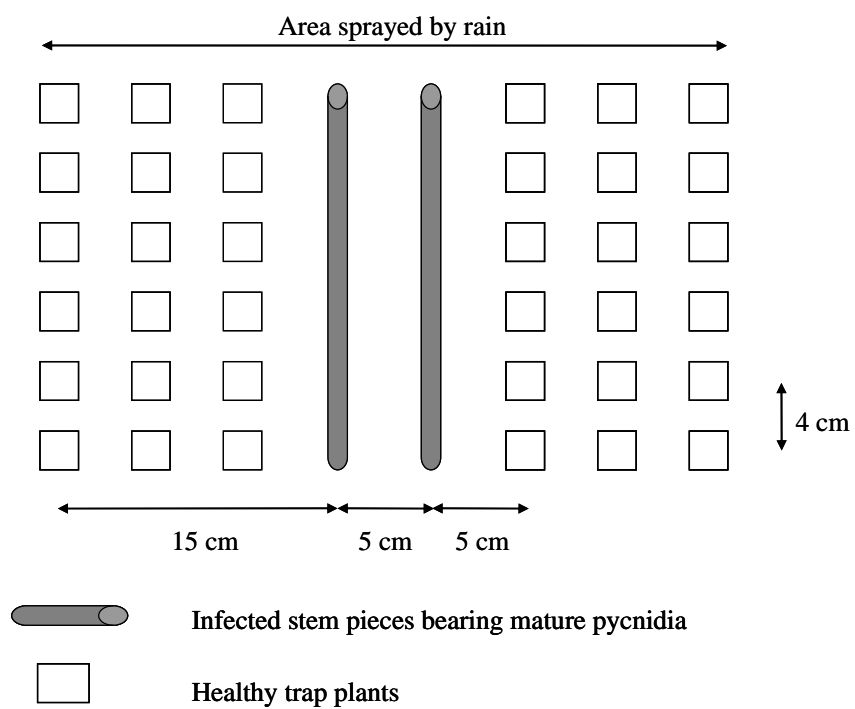 Area sprayed by rain
4 cm
15 cm
5 cm
5 cm
Infected stem pieces bearing mature pycnidia
Healthy trap plants